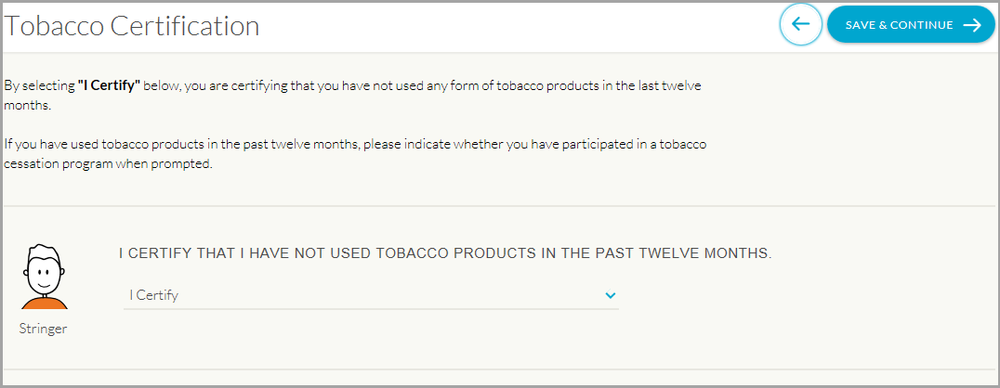 Tobacco Certification
SAVE & CONTINUE
By selecting "I Certify" below, you are certifying that you have not used any form of tobacco products in the last twelve
months.
If you have used tobacco products in the past twelve months, please indicate whether you have participated in a tobacco
cessation program when prompted.
I CERTIFY THAT I HAVE NOT USED TOBACCO PRODUCTS IN THE PAST TWELVE MONTHS.
I Certify
Stringer